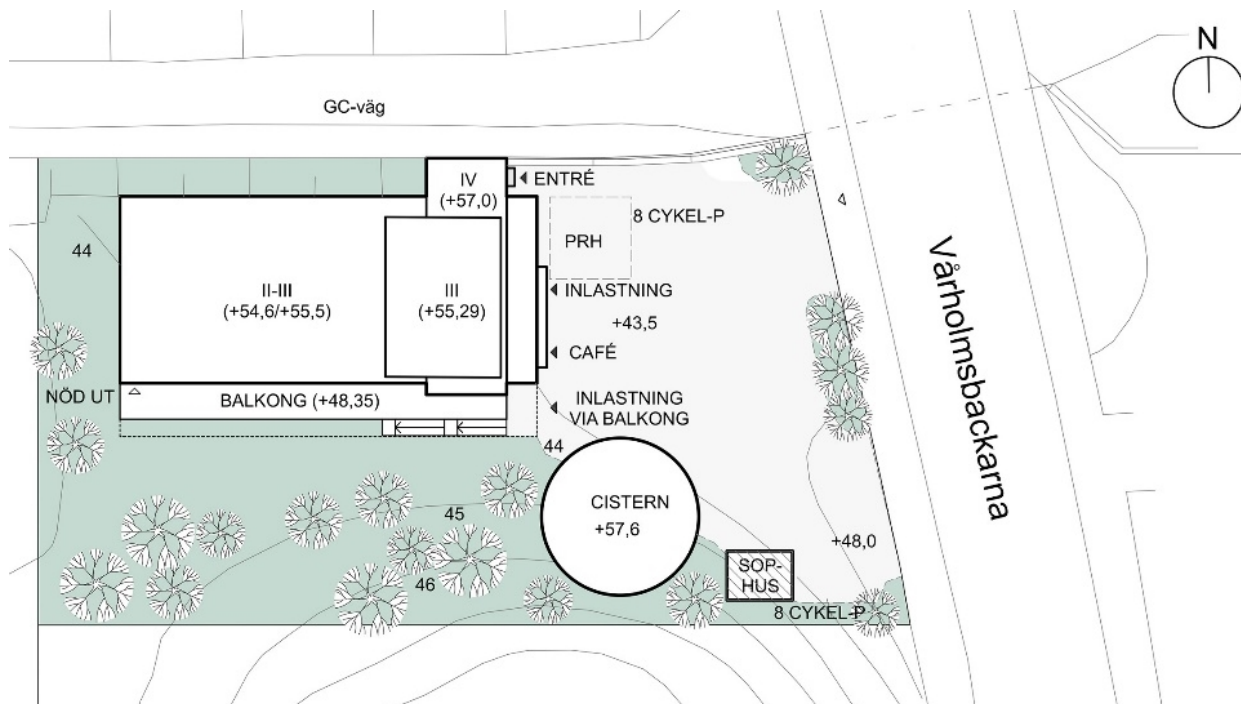 N
GC-väg
IV
(+57,0)
ENTRÉ
8 CYKEL-P
PRH
44
II-III
(+54,6/+55,5)
III
(+55,29)
INLASTNING
+43,5
CAFÉ
Vårholmsbackarna
NÖD UT
BALKONG (+48,35)
INLASTNING
VIA BALKONG
44
CISTERN
+57,6
45
+48,0
46
SOP-
HUS
8 CYKEL-P